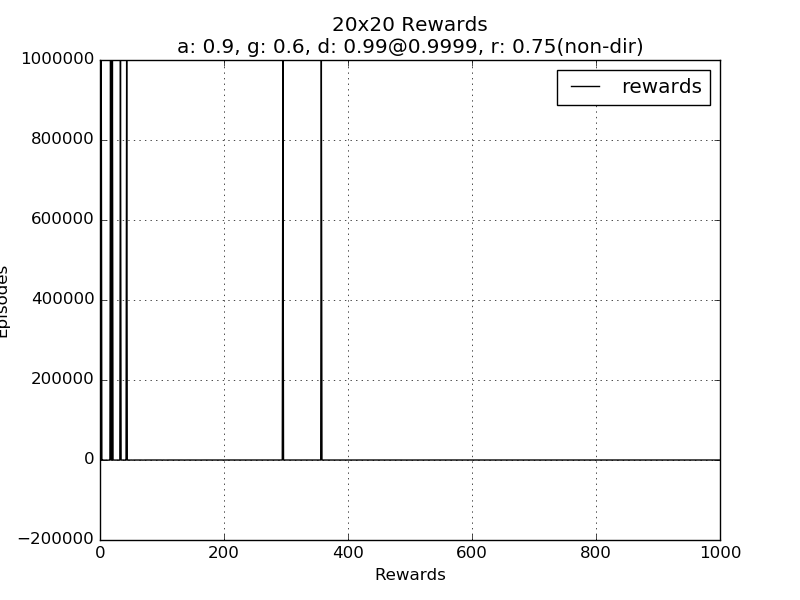 20x20 Rewards
a: 0.9, g: 0.6, d: 0.99@0.9999, r: 0.75(non-dir)
1000000
rewards
800000
600000
400000
Episodes
200000
0
−200000
0 200 400 600 800 1000
Rewards